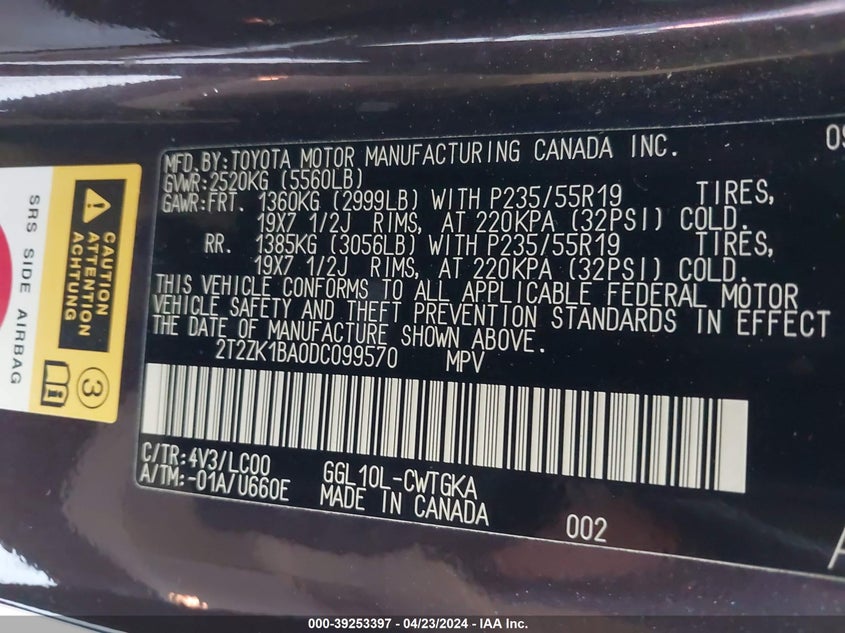 MFD.BY:TOYOTA MOTOR MANUFACTURING CANADA INC.
GVWR:2520KG (5560LB)
GAWR:FRT. 1360KG (2999LB) WITH P235/55R19 TIRES,
19X7 1/2J RIMS, AT 220KPA (32PSI) COLD.
RR. 1385KG (3056LB) WITH P235/55R19 TIRES,
19X7 1/2J RIMS, AT 220KPA (32PSI) COLD.
THIS VEHICLE CONFORMS TO ALL APPLICABLE FEDERAL MOTOR
VEHICLE SAFETY AND THEFT PREVENTION STANDARDS IN EFFECT
THE DATE OF MANUFACTURE SHOWN ABOVE.
2T2ZK1BA0DC099570 MPV
C/TR:4V3/LC00
A/TM:-01A/U660E
GGL10L-CWTGKA
MADE IN CANADA
002
CAUTION
ATTENTION
ACHTUNG
3
SRS SIDE AIRBAG
000-39253397 - 04/23/2024 - IAA Inc.